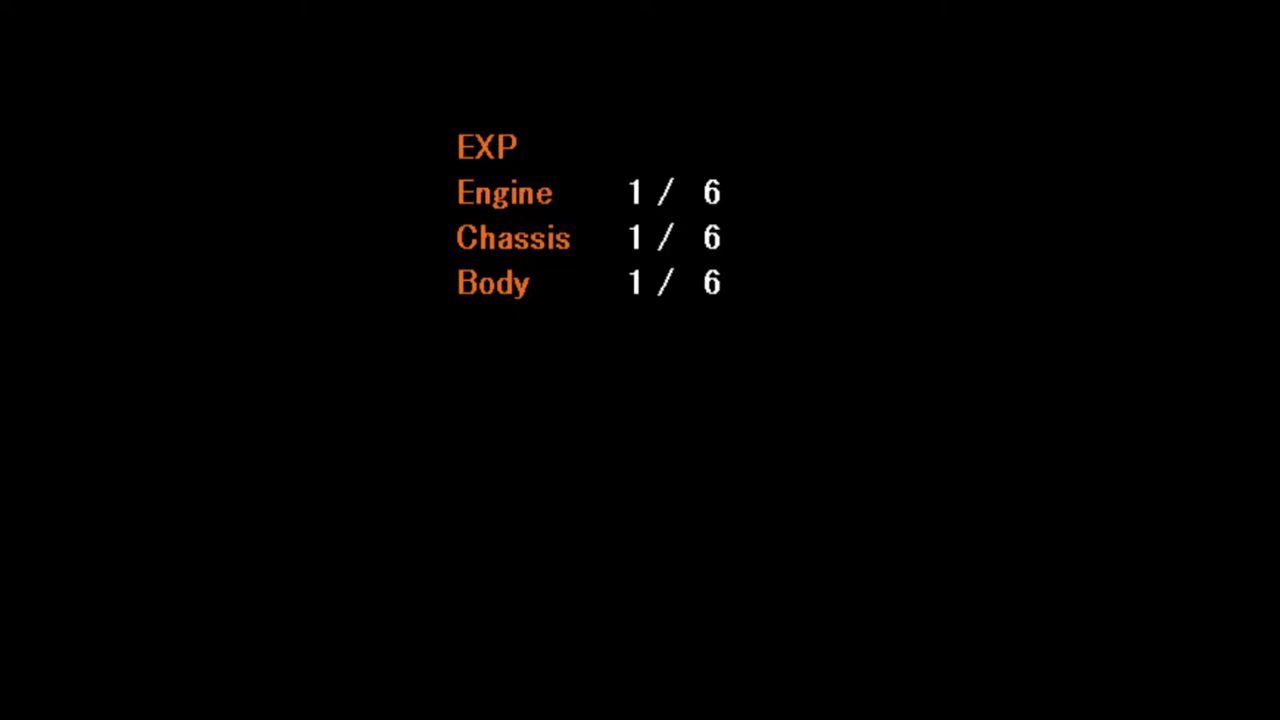 EXP
Engine 1 / 6
Chassis 1 / 6
Body 1 / 6